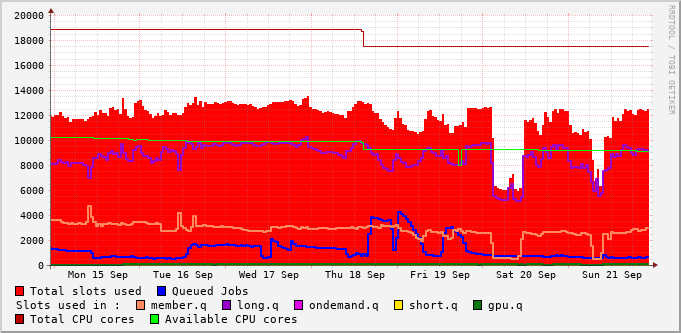 RRDTOOL / TOBI OETIKER
20000
18000
16000
14000
12000
10000
8000
6000
4000
2000
0
Mon 15 Sep Tue 16 Sep Wed 17 Sep Thu 18 Sep Fri 19 Sep Sat 20 Sep Sun 21 Sep
Total slots used Queued Jobs
Slots used in : member.q long.q ondemand.q short.q gpu.q
Total CPU cores Available CPU cores